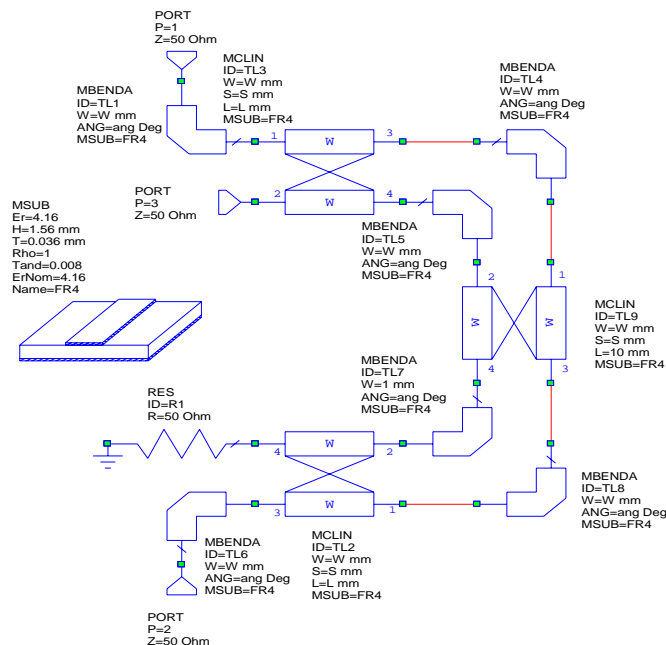 PORT
P=1
Z=50 Ohm
MBENDA
ID=TL1
W=W mm
ANG=ang Deg
MSUB=FR4
MCLIN
ID=TL3
W=W mm
S=S mm
L=L mm
MSUB=FR4
MBENDA
ID=TL4
W=W mm
ANG=ang Deg
MSUB=FR4
1
W
3
2
W
4
PORT
P=3
Z=50 Ohm
MSUB
Er=4.16
H=1.56 mm
T=0.036 mm
Rho=1
Tand=0.008
ErNom=4.16
Name=FR4
MBENDA
ID=TL5
W=W mm
ANG=ang Deg
MSUB=FR4
2
1
W
W
4
3
MCLIN
ID=TL9
W=W mm
S=S mm
L=10 mm
MSUB=FR4
MBENDA
ID=TL7
W=1 mm
ANG=ang Deg
MSUB=FR4
RES
ID=R1
R=50 Ohm
4
W
2
3
W
1
MBENDA
ID=TL8
W=W mm
ANG=ang Deg
MSUB=FR4
MBENDA
ID=TL6
W=W mm
ANG=ang Deg
MSUB=FR4
MCLIN
ID=TL2
W=W mm
S=S mm
L=L mm
MSUB=FR4
PORT
P=2
Z=50 Ohm